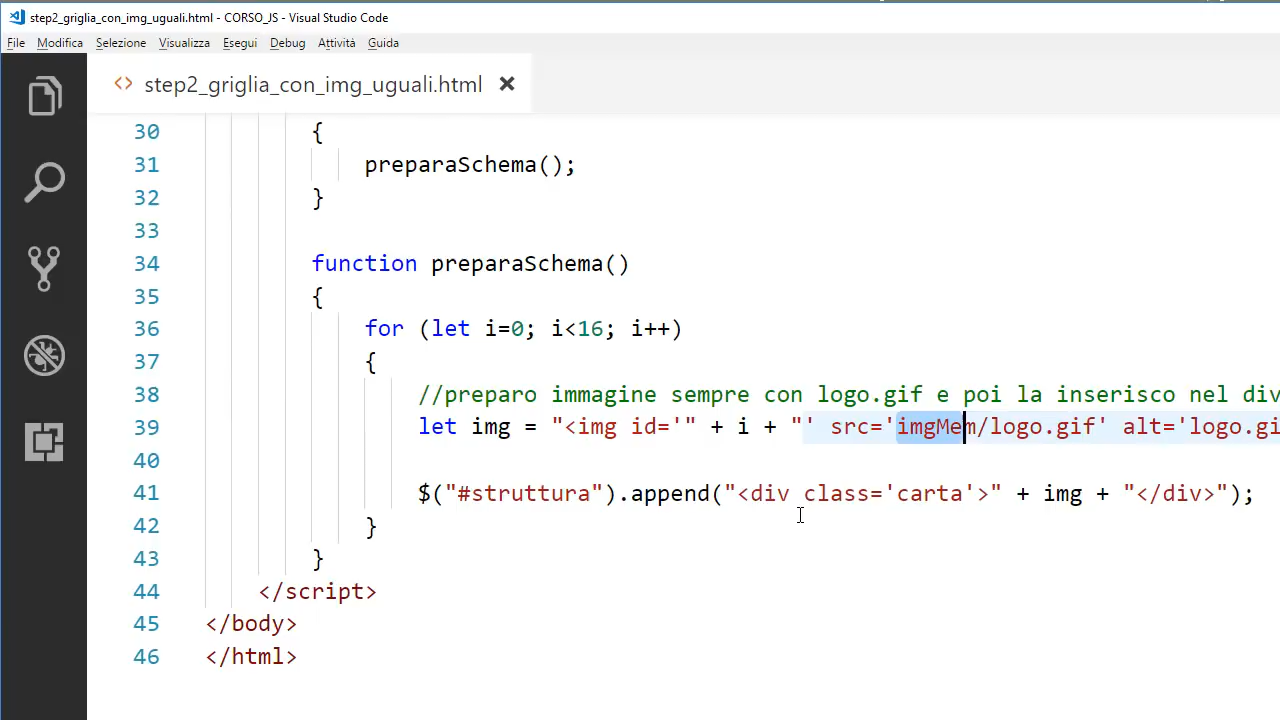 step2_griglia_con_img_uguali.html - CORSO_JS - Visual Studio Code
File Modifica Selezione Visualizza Esegui Debug Attività Guida
<> step2_griglia_con_img_uguali.html
30 {
31 preparaSchema();
32 }
33
34 function preparaSchema()
35 {
36 for (let i=0; i<16; i++)
37 {
38 //preparo immagine sempre con logo.gif e poi la inserisco nel div
39 let img = "<img id='" + i + "' src='imgMem/logo.gif' alt='logo.gi
40
41 $("#struttura").append("<div class='carta'>" + img + "</div>");
42 }
43 }
44 </script>
45 </body>
46 </html>